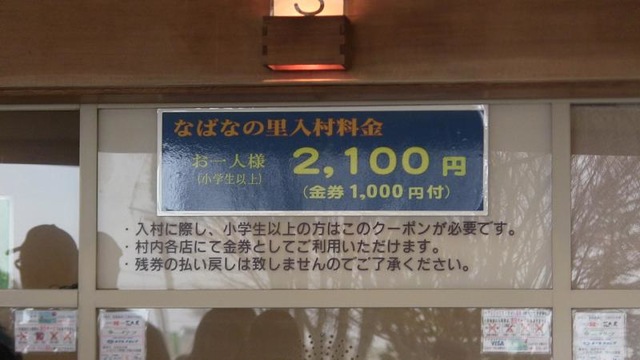 なばなの里入村料金
お一人様 2,100円
(小学生以上) (金券1,000円付)
・入村に際し、小学生以上の方はこのクーポンが必要です。
・村内各店にて金券としてご利用いただけます。
・残券の払い戻しは致しませんのでご了承ください。
VISA